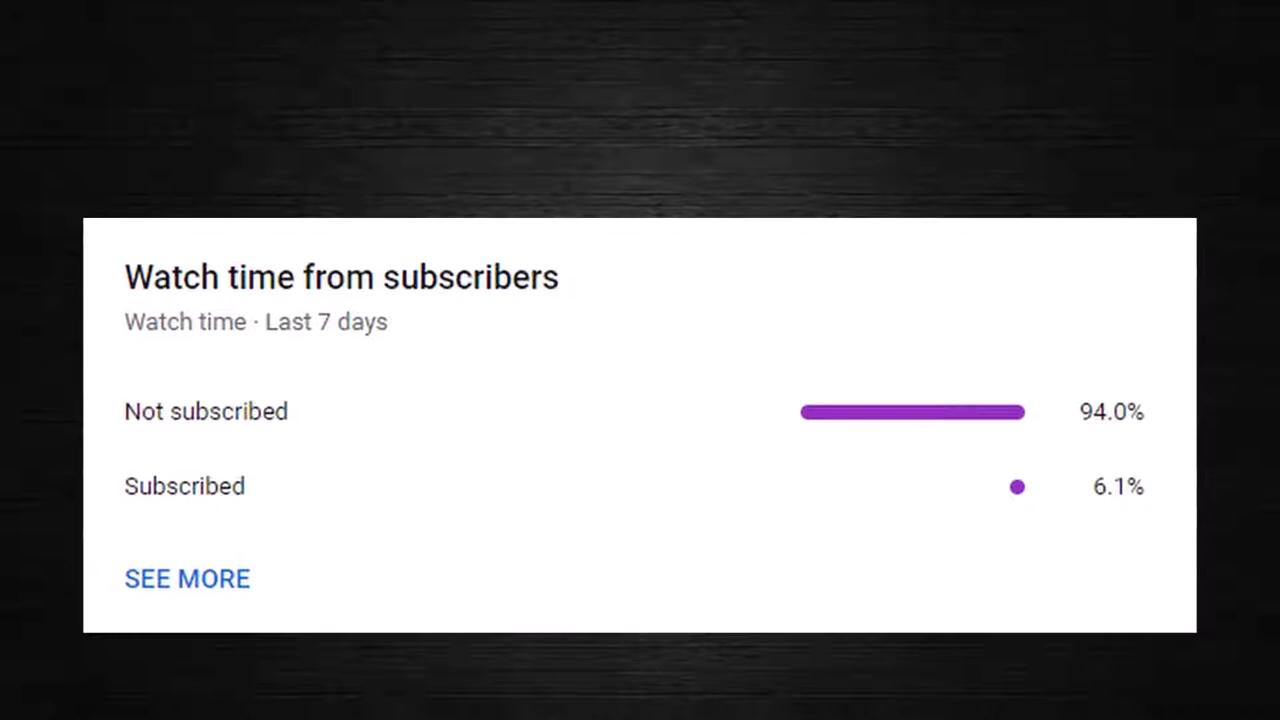 Watch time from subscribers
Watch time · Last 7 days
Not subscribed 94.0%
Subscribed 6.1%
SEE MORE